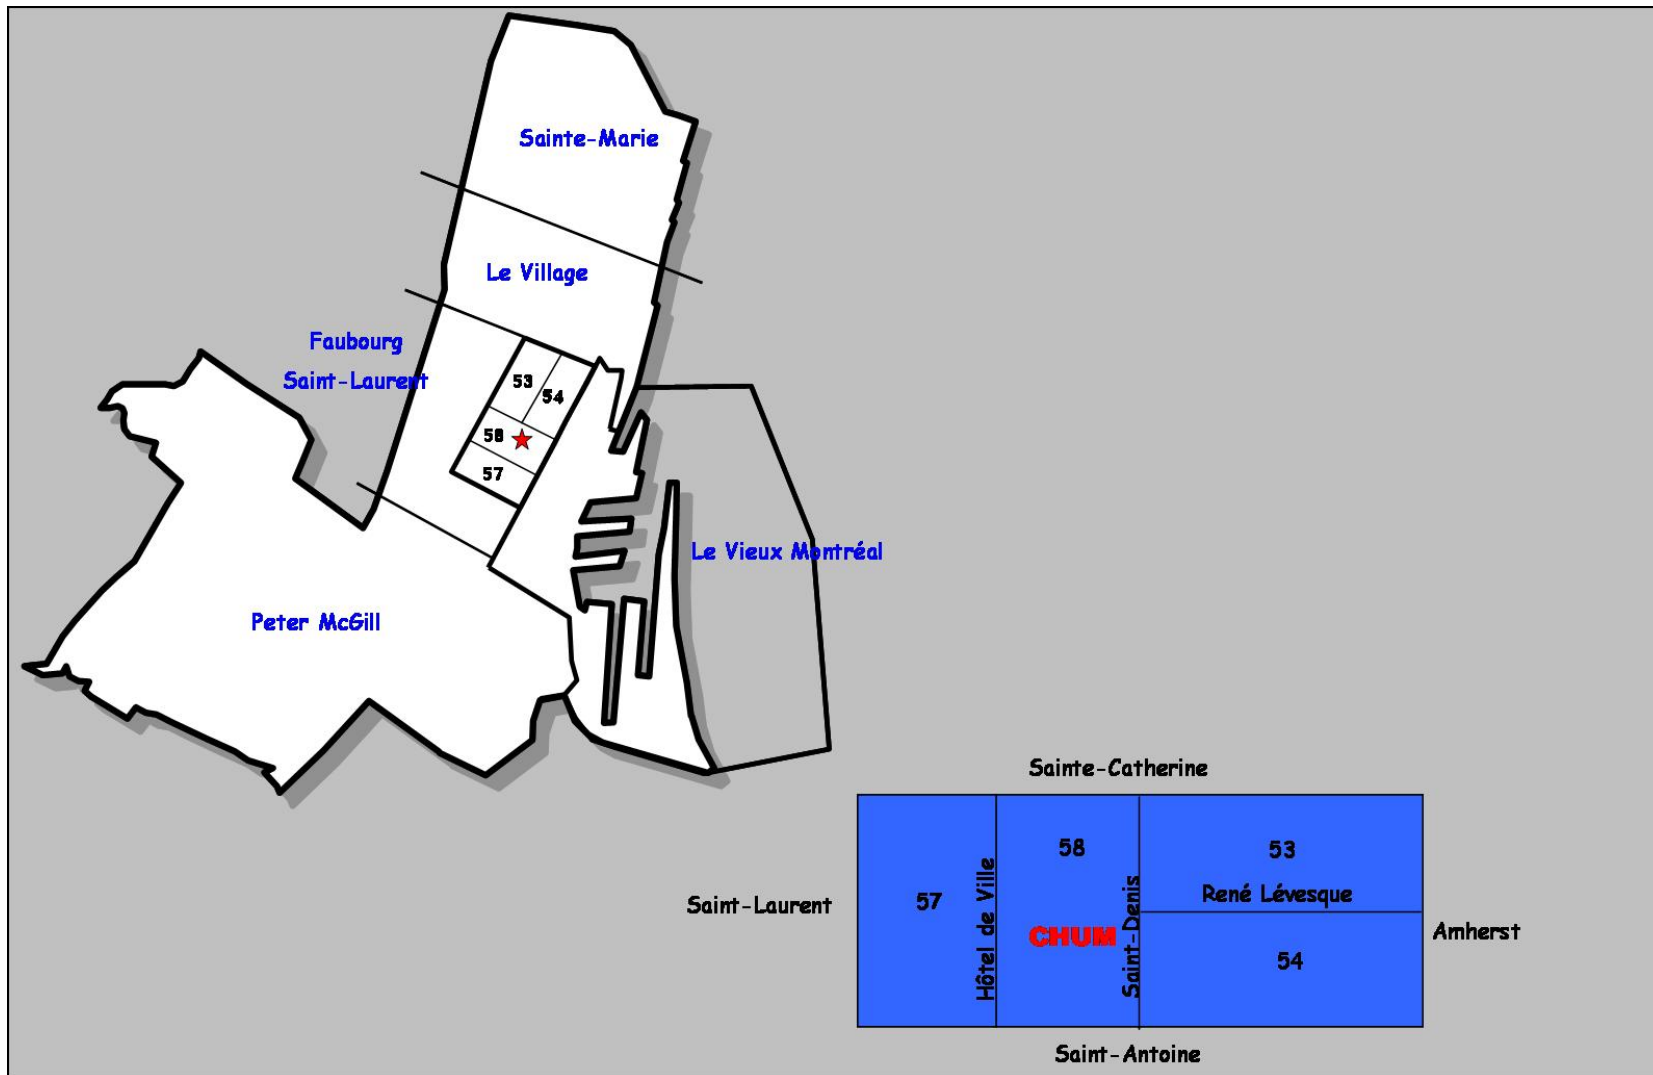 Sainte-Marie
Le Village
Faubourg
Saint-Laurent
53
54
58
57
Le Vieux Montréal
Peter McGill
Sainte-Catherine
58
53
Hôtel de Ville
Saint-Denis
René Lévesque
57
Saint-Laurent
CHUM
Amherst
54
Saint-Antoine